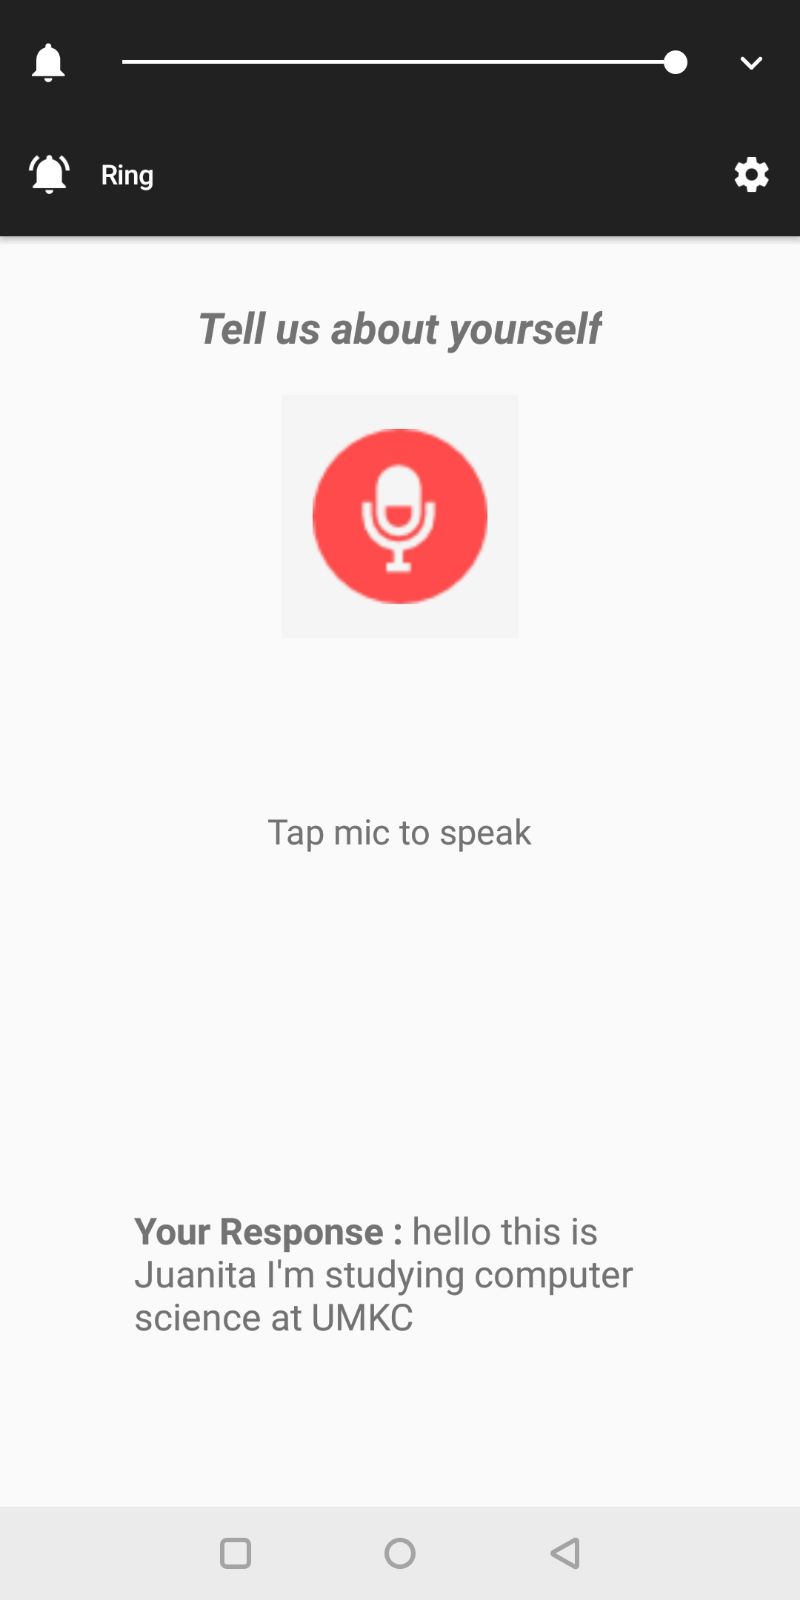 Ring
Tell us about yourself
Tap mic to speak
Your Response : hello this is
Juanita I'm studying computer
science at UMKC